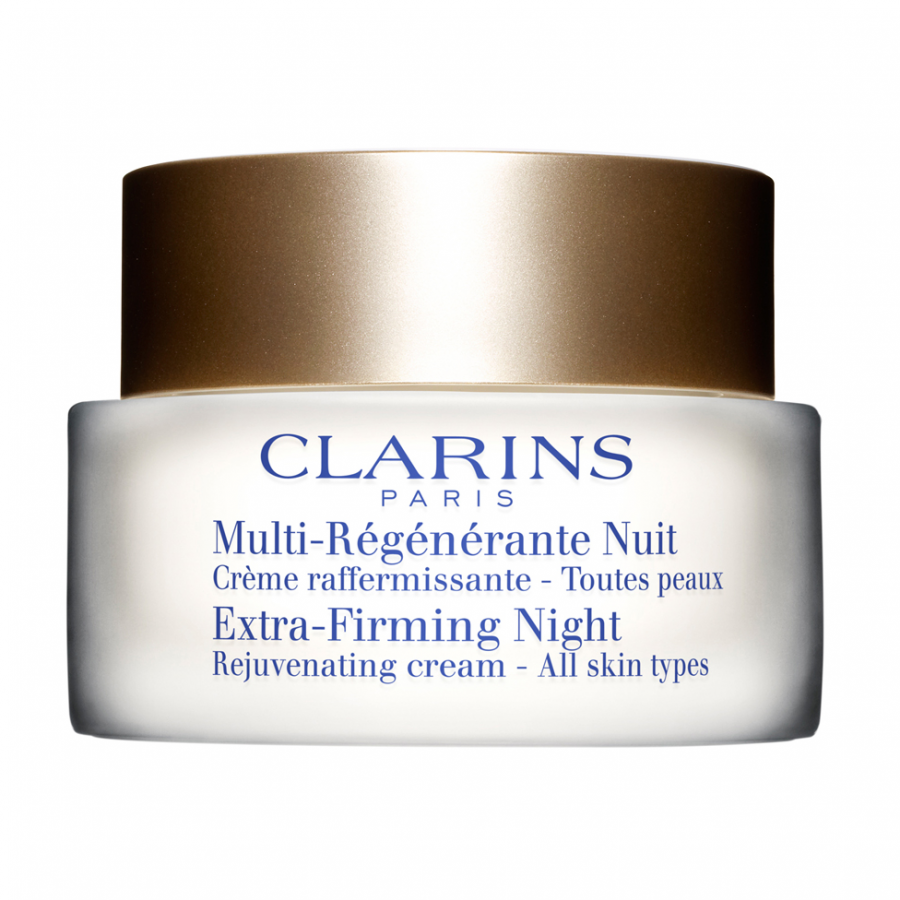 CLARINS
PARIS
Multi-Régénérante Nuit
Crème raffermissante - Toutes peaux
Extra-Firming Night
Rejuvenating cream - All skin types